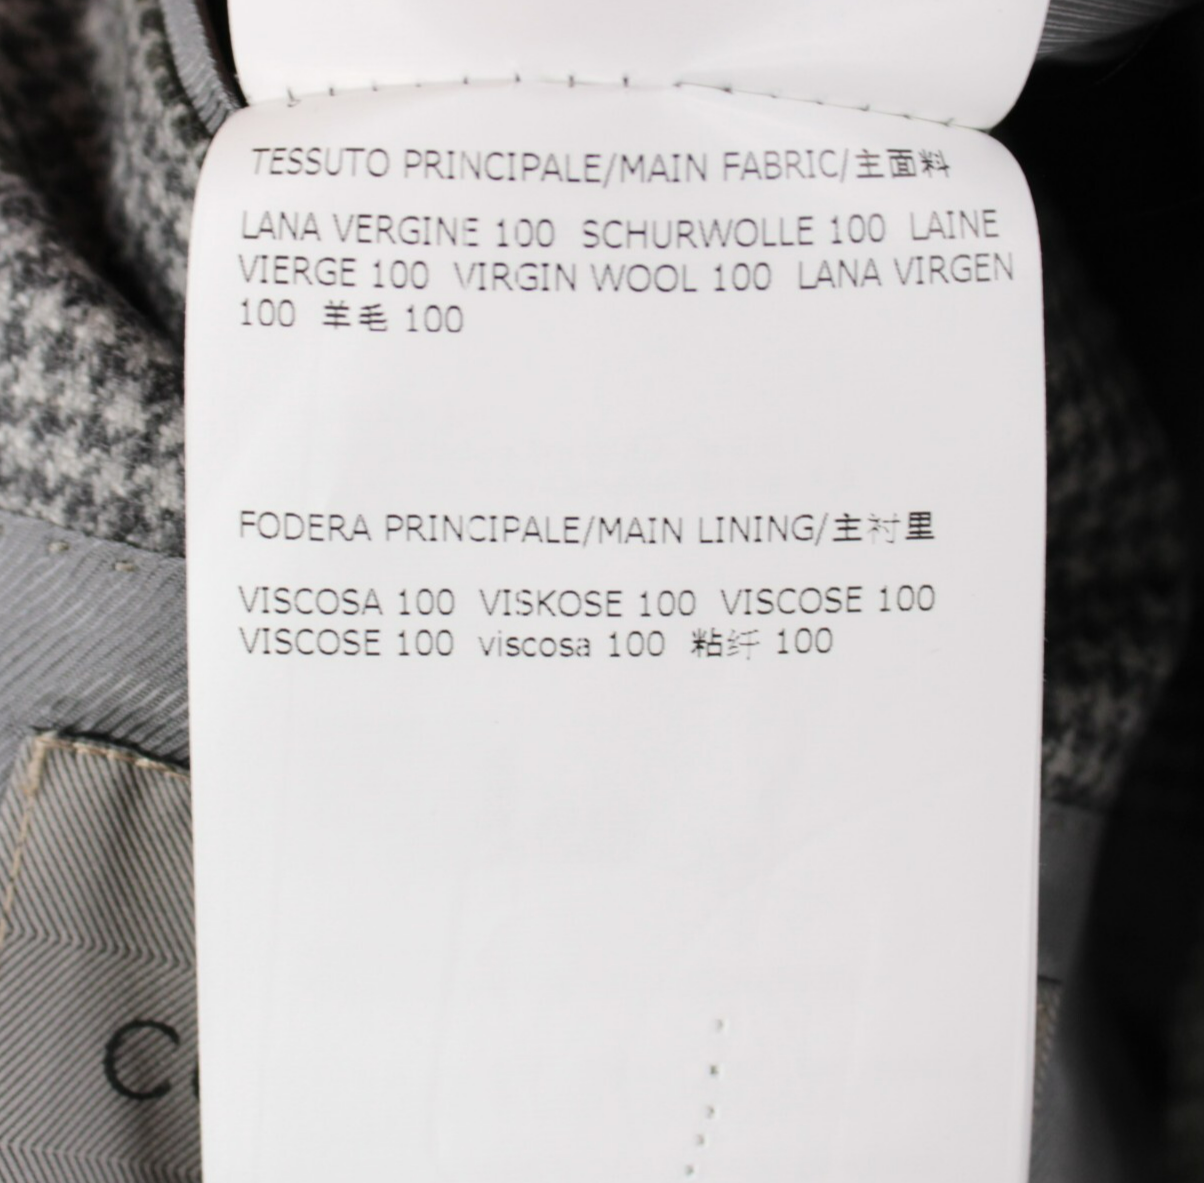 TESSUTO PRINCIPALE/MAIN FABRIC/主面料
LANA VERGINE 100 SCHURWOLLE 100 LAINE
VIERGE 100 VIRGIN WOOL 100 LANA VIRGEN
100 羊毛 100
FODERA PRINCIPALE/MAIN LINING/主衬里
VISCOSA 100 VISKOSE 100 VISCOSE 100
VISCOSE 100 viscosa 100 粘纤 100